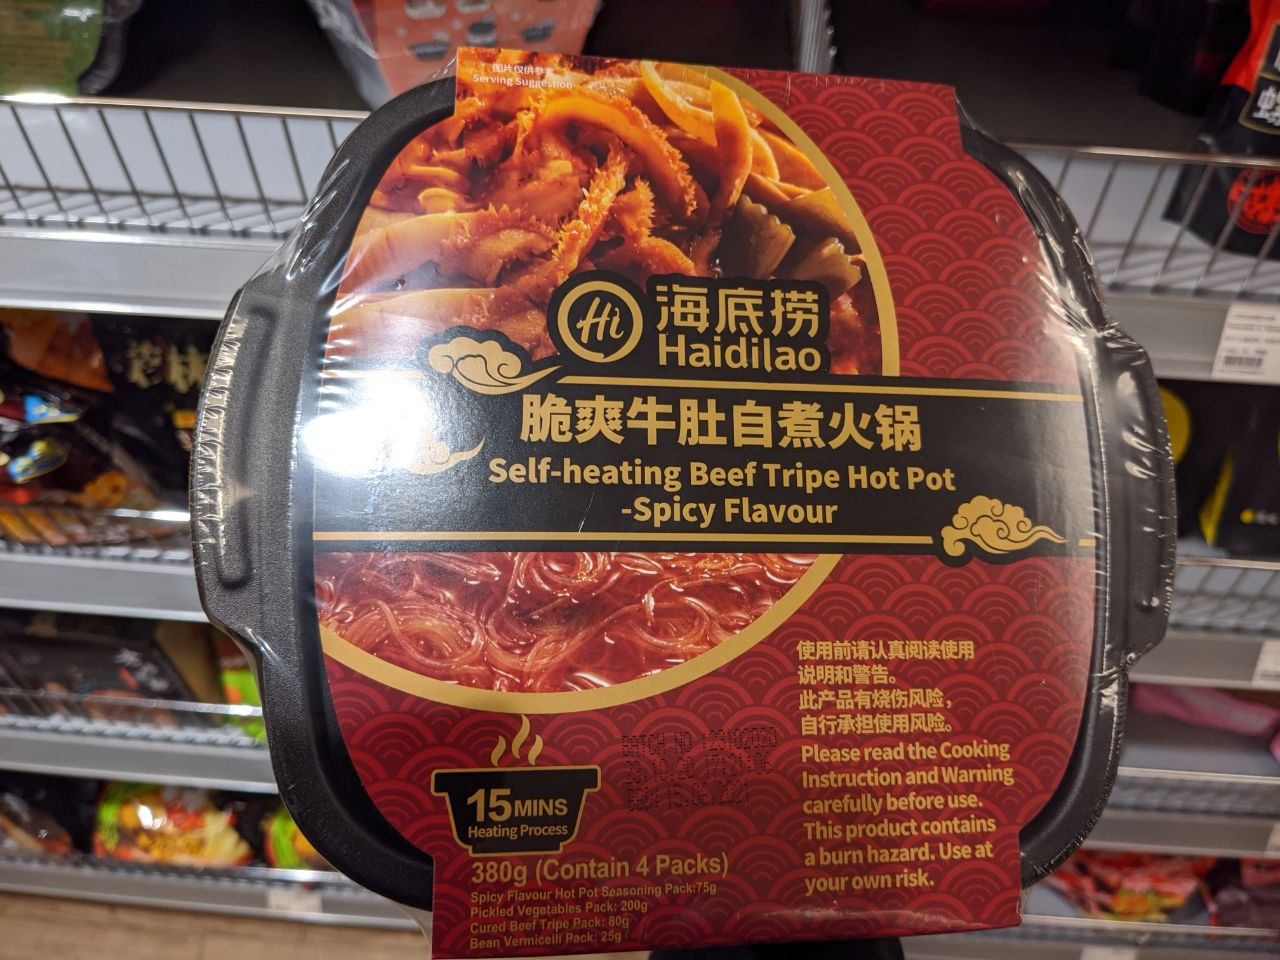 图片仅供参考
Serving Suggestion
Hi
海底捞
Haidilao
脆爽牛肚自煮火锅
Self-heating Beef Tripe Hot Pot
-Spicy Flavour
使用前请认真阅读使用
说明和警告。
此产品有烧伤风险，
自行承担使用风险。
Please read the Cooking
Instruction and Warning
carefully before use.
This product contains
a burn hazard. Use at
your own risk.
15 MINS
Heating Process
380g (Contain 4 Packs)
Spicy Flavour Hot Pot Seasoning Pack:75g
Pickled Vegetables Pack: 200g
Cured Beef Tripe Pack: 80g
Bean Vermicelli Pack: 25g